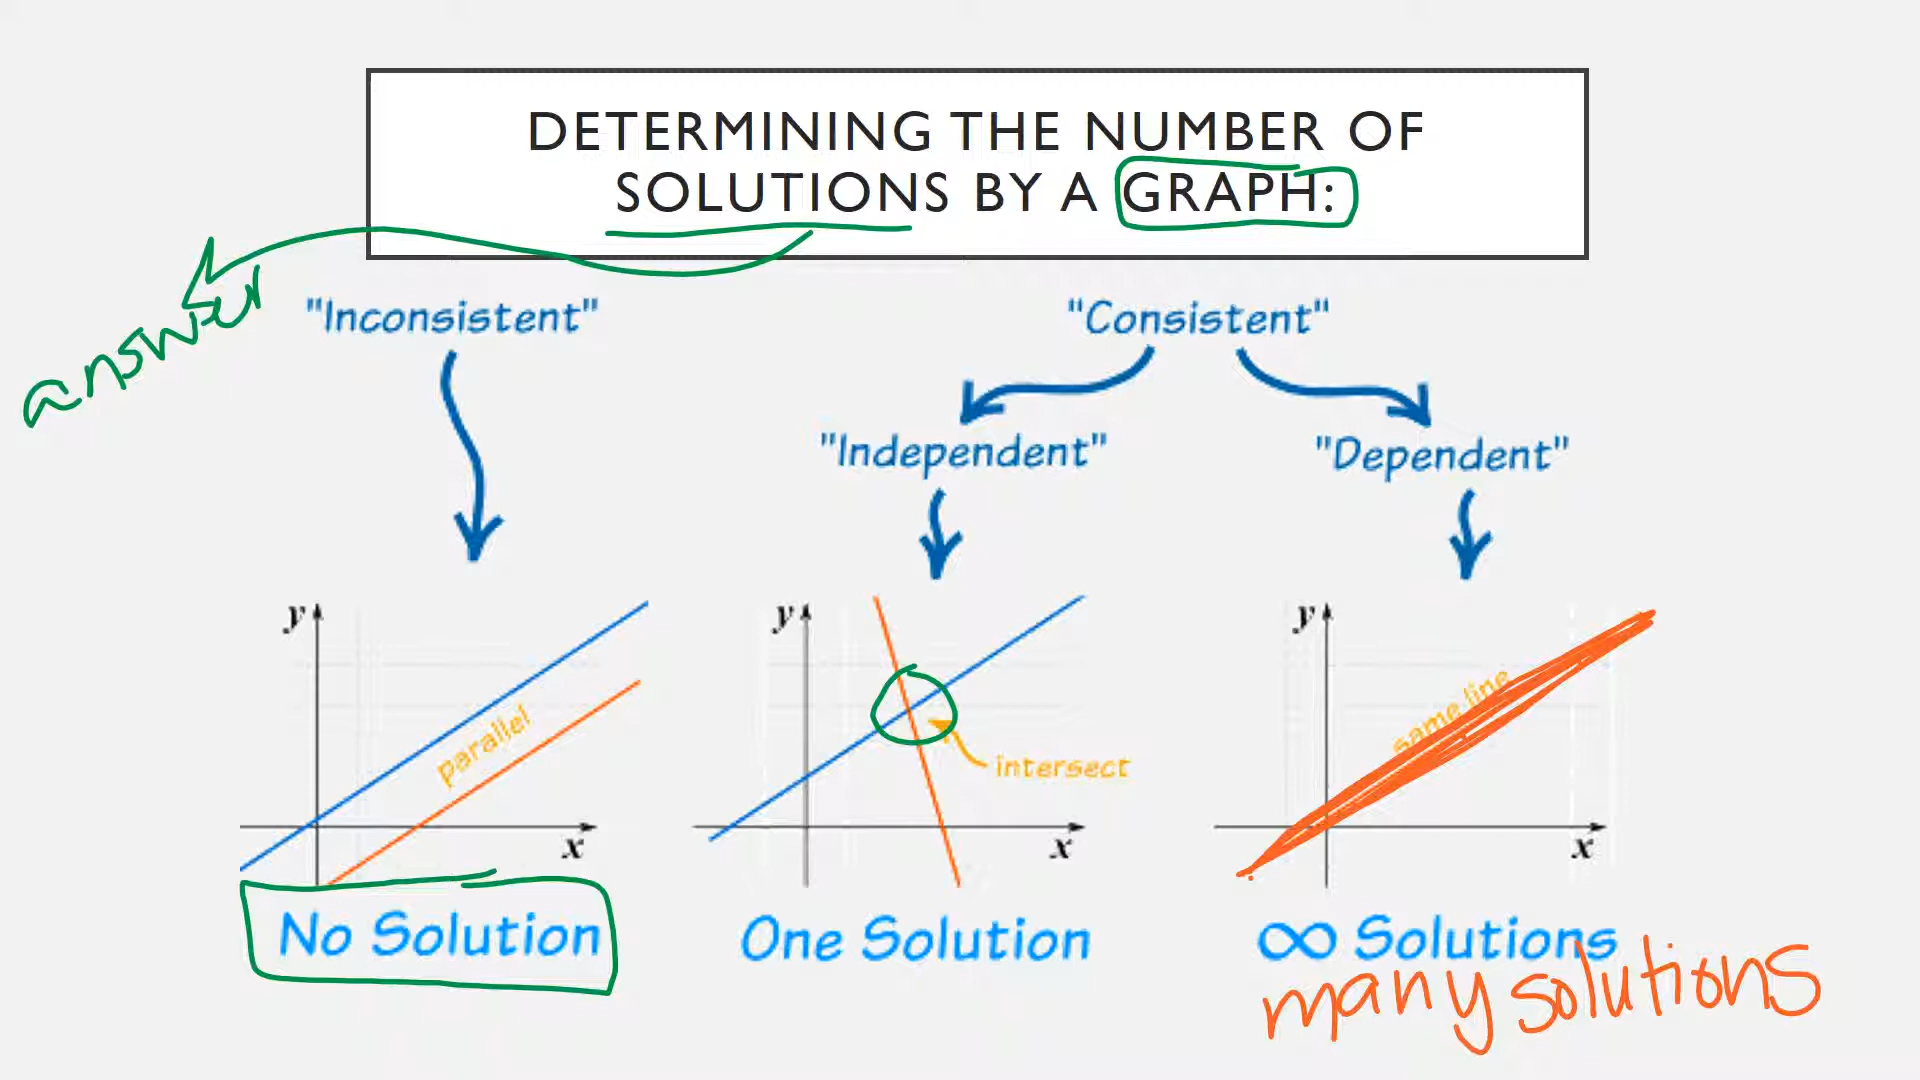 DETERMINING THE NUMBER OF
SOLUTIONS BY A GRAPH:
answer
"Inconsistent"
"Consistent"
"Independent"
"Dependent"
y
parallel
x
No Solution
y
intersect
x
One Solution
y
same line
x
∞ Solutions
many solutions